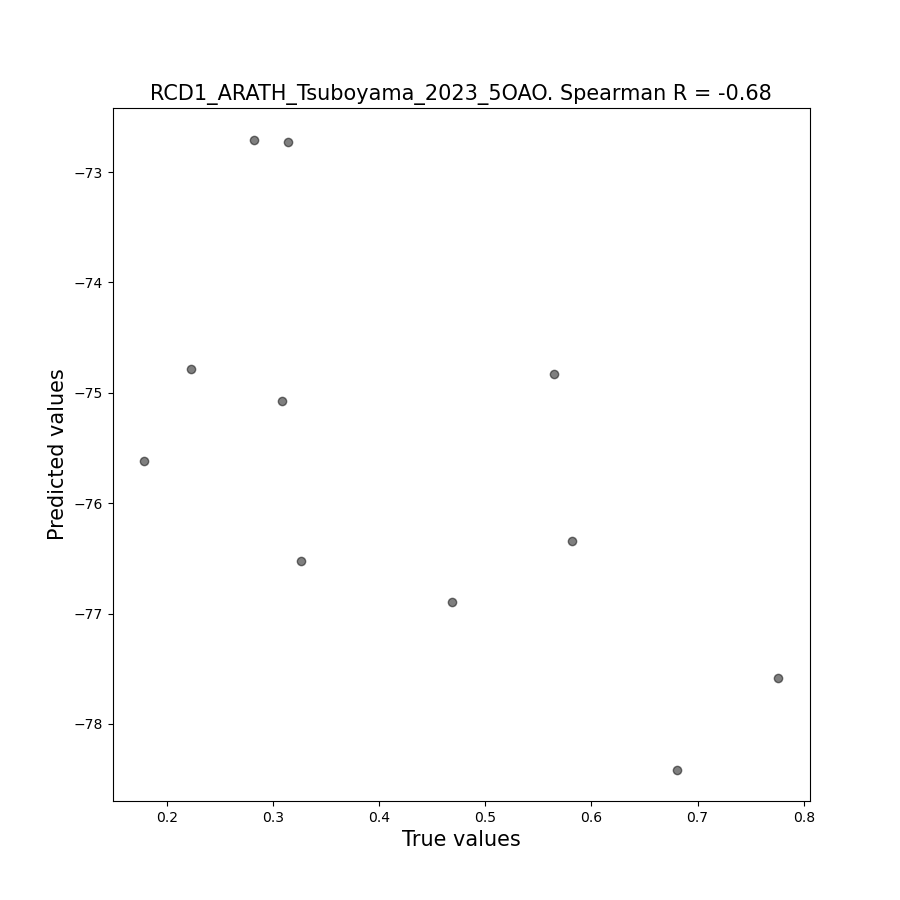 RCD1_ARATH_Tsuboyama_2023_5OAO. Spearman R = -0.68
−73
−74
−75
−76
−77
−78
Predicted values
0.2 0.3 0.4 0.5 0.6 0.7 0.8
True values